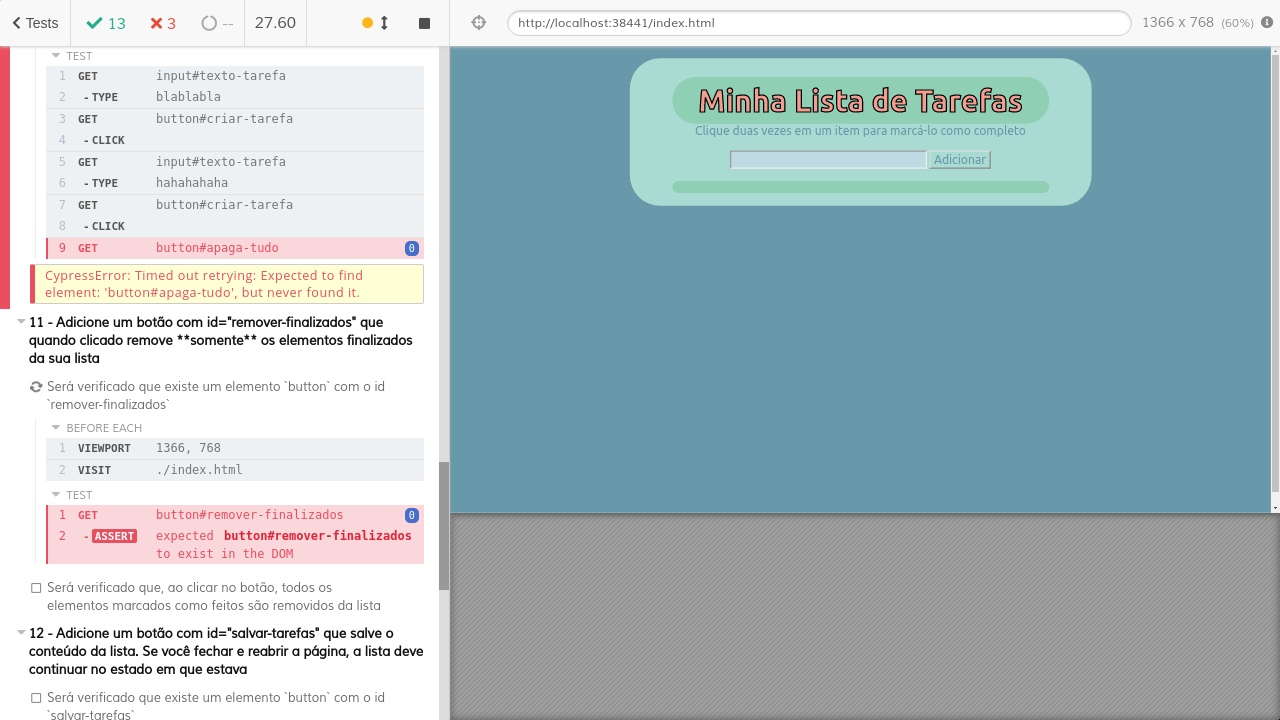 Tests 13 3 -- 27.60
http://localhost:38441/index.html 1366 x 768 (60%)
TEST
1 GET input#texto-tarefa
2 - TYPE blablabla
3 GET button#criar-tarefa
4 - CLICK
5 GET input#texto-tarefa
6 - TYPE hahahahaha
7 GET button#criar-tarefa
8 - CLICK
9 GET button#apaga-tudo 0
CypressError: Timed out retrying: Expected to find
element: 'button#apaga-tudo', but never found it.
11 - Adicione um botão com id="remover-finalizados" que
quando clicado remove **somente** os elementos finalizados
da sua lista
Será verificado que existe um elemento `button` com o id
`remover-finalizados`
BEFORE EACH
1 VIEWPORT 1366, 768
2 VISIT ./index.html
TEST
1 GET button#remover-finalizados 0
2 - ASSERT expected button#remover-finalizados
to exist in the DOM
Será verificado que, ao clicar no botão, todos os
elementos marcados como feitos são removidos da lista
12 - Adicione um botão com id="salvar-tarefas" que salve o
conteúdo da lista. Se você fechar e reabrir a página, a lista deve
continuar no estado em que estava
Será verificado que existe um elemento `button` com o id
`salvar-tarefas`
Minha Lista de Tarefas
Clique duas vezes em um item para marcá-lo como completo
Adicionar